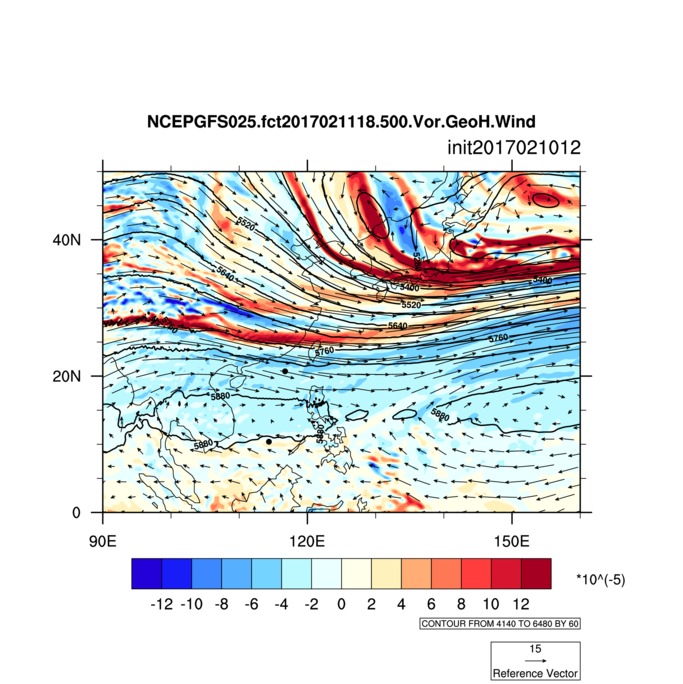 NCEPGFS025.fct2017021118.500.Vor.GeoH.Wind
init2017021012
40N
20N
0
5520
5640
5400
5520
5640
5400
5760
5760
5880
5880
5880
5880
90E 120E 150E
-12 -10 -8 -6 -4 -2 0 2 4 6 8 10 12
*10^(-5)
CONTOUR FROM 4140 TO 6480 BY 60
15
Reference Vector